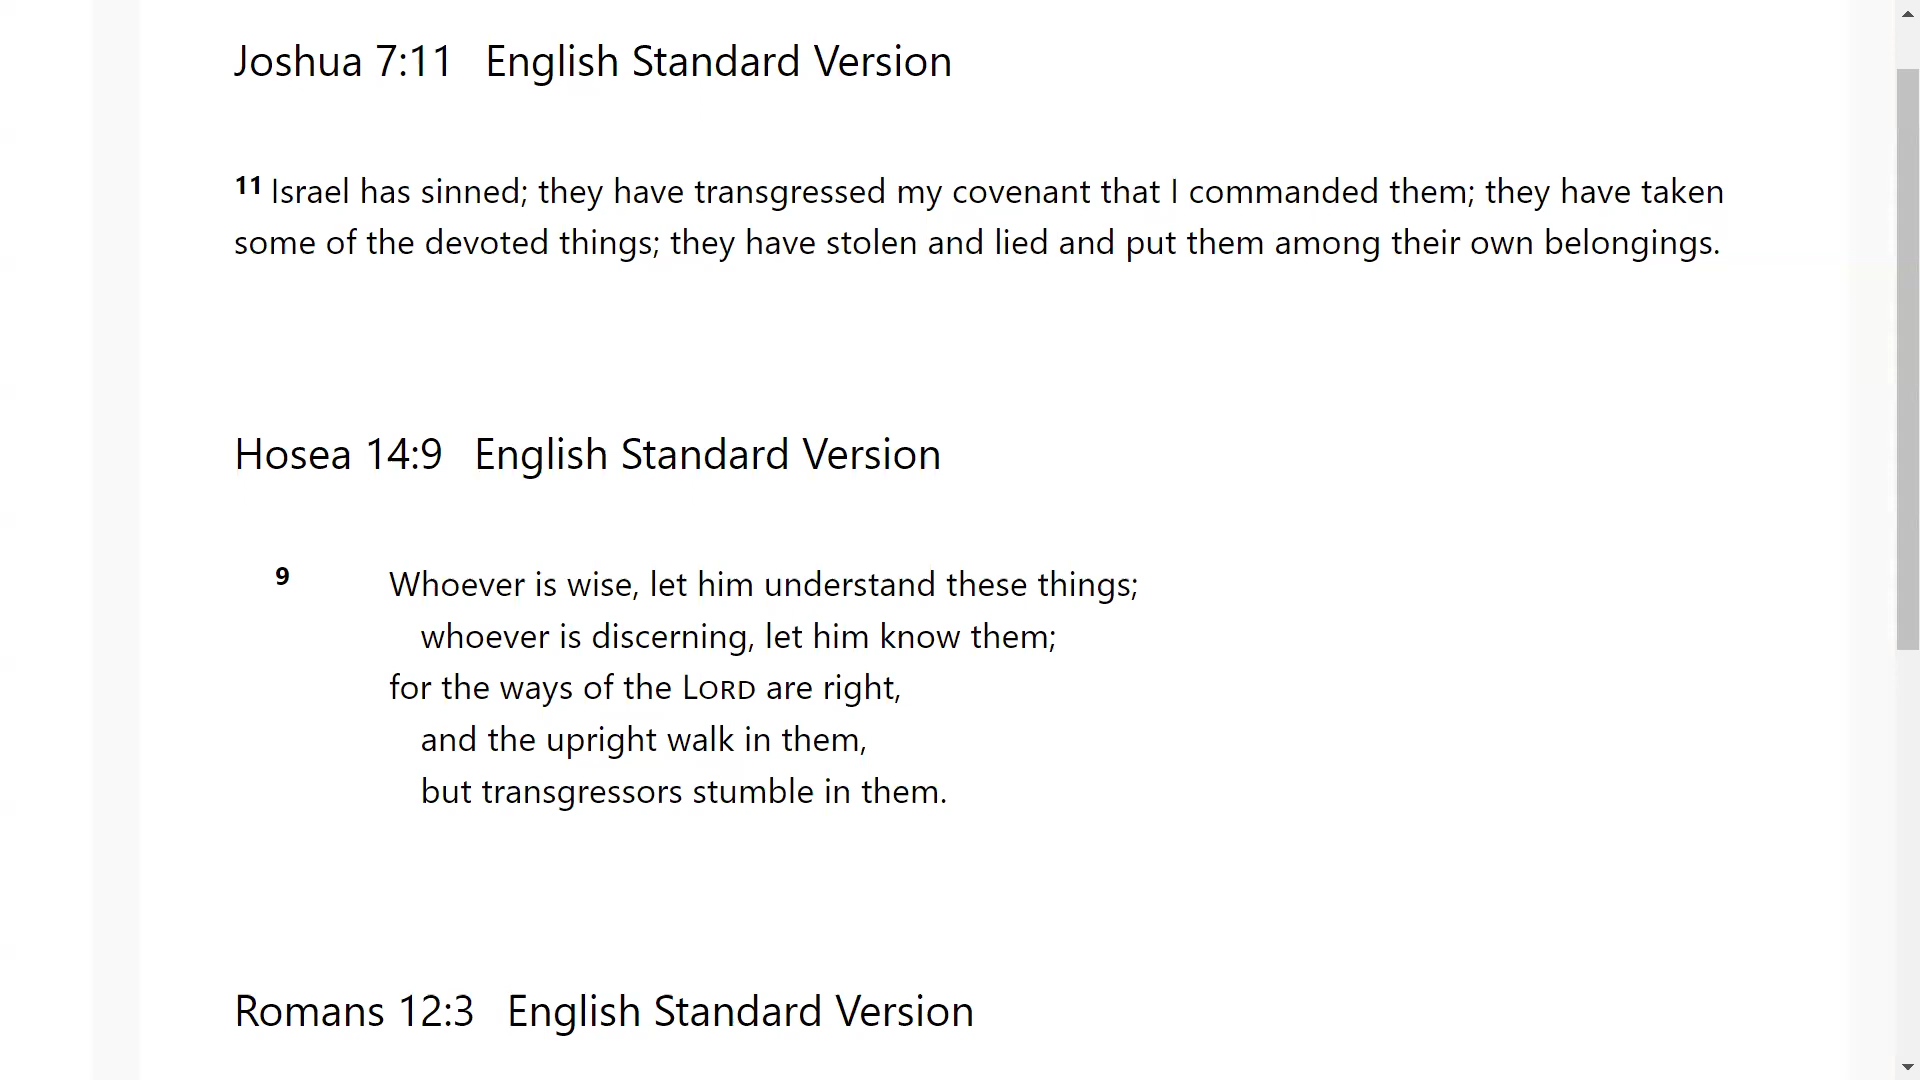 Joshua 7:11 English Standard Version
11 Israel has sinned; they have transgressed my covenant that I commanded them; they have taken
some of the devoted things; they have stolen and lied and put them among their own belongings.
Hosea 14:9 English Standard Version
9 Whoever is wise, let him understand these things;
whoever is discerning, let him know them;
for the ways of the LORD are right,
and the upright walk in them,
but transgressors stumble in them.
Romans 12:3 English Standard Version